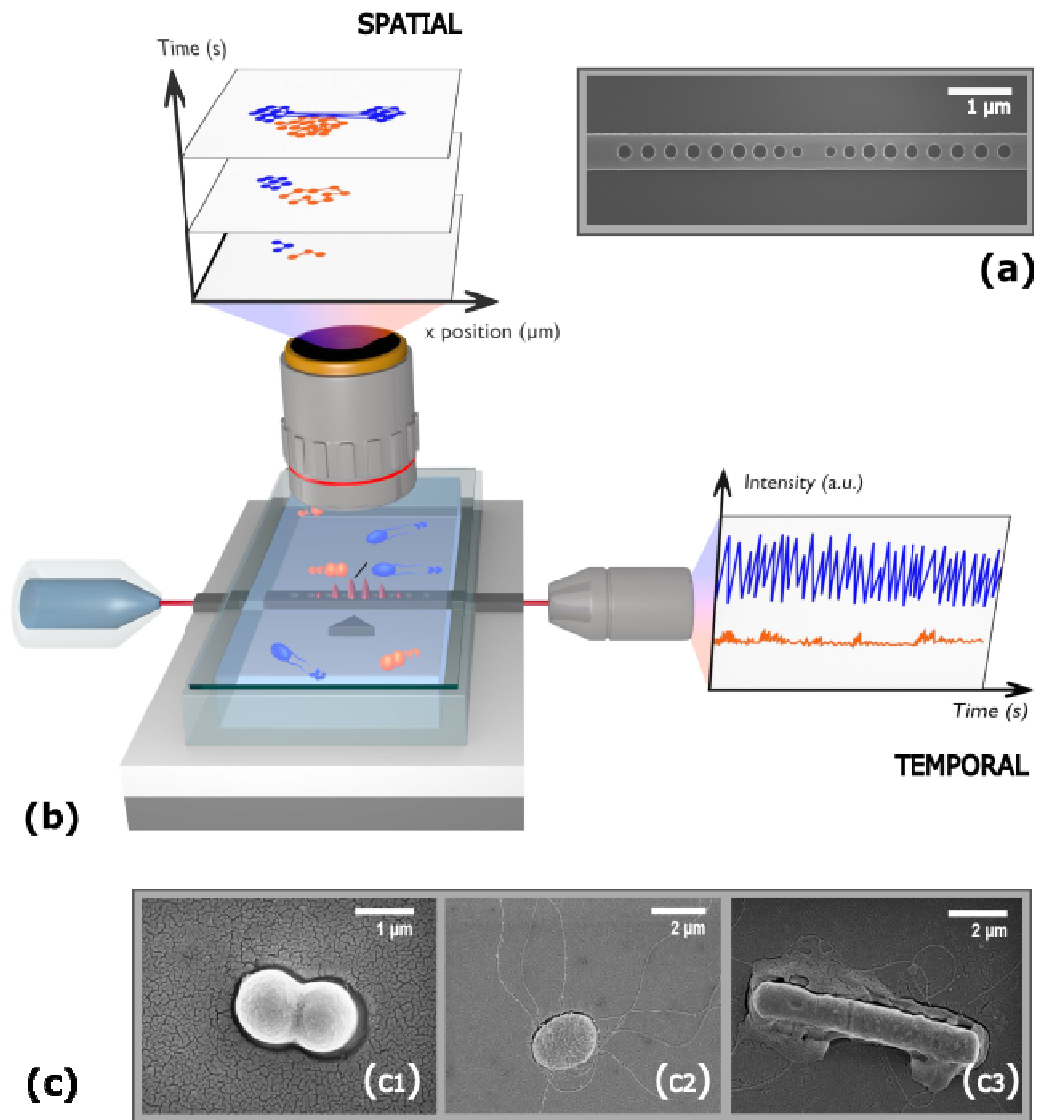 SPATIAL
Time (s)
x position (µm)
1 µm
(a)
Intensity (a.u.)
Time (s)
TEMPORAL
(b)
1 µm
2 µm
2 µm
(c)
(c1)
(c2)
(c3)